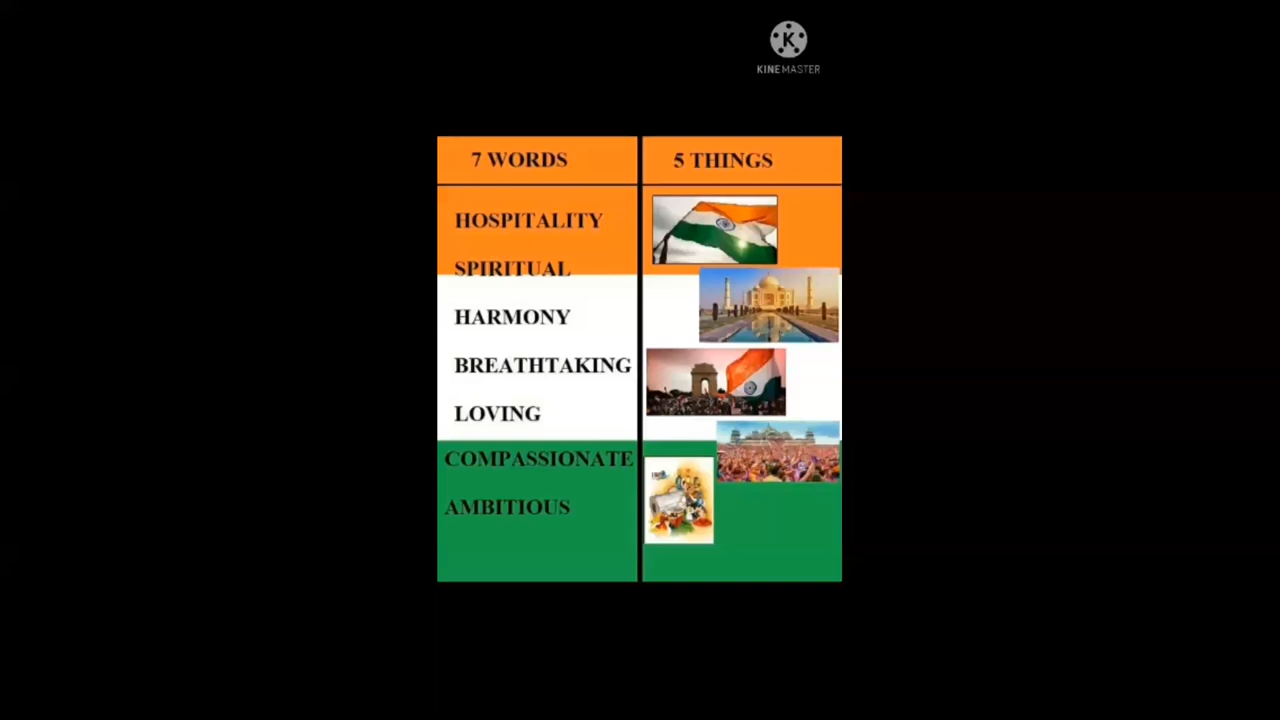 KINEMASTER
7 WORDS
5 THINGS
HOSPITALITY
SPIRITUAL
HARMONY
BREATHTAKING
LOVING
COMPASSIONATE
AMBITIOUS